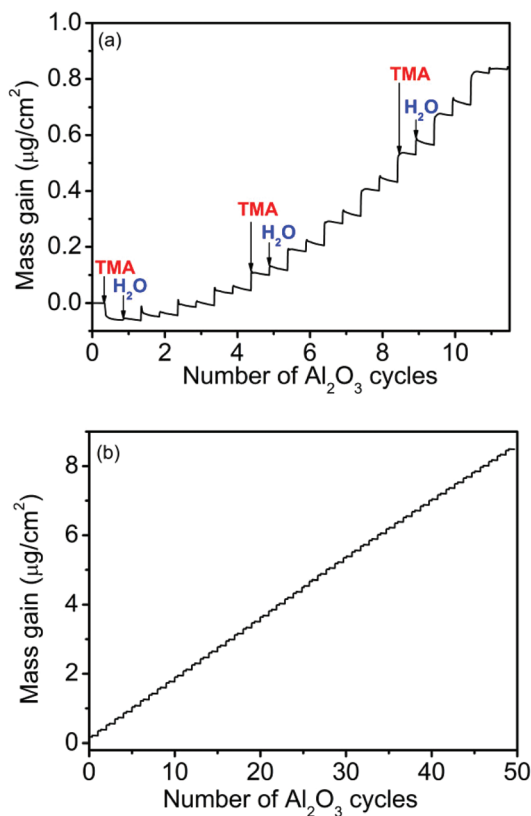 (a)
1.0
0.8
0.6
0.4
0.2
0.0
Mass gain (μg/cm²)
TMA
H₂O
TMA
H₂O
TMA
H₂O
0 2 4 6 8 10
Number of Al₂O₃ cycles
(b)
8
6
4
2
0
Mass gain (μg/cm²)
0 10 20 30 40 50
Number of Al₂O₃ cycles